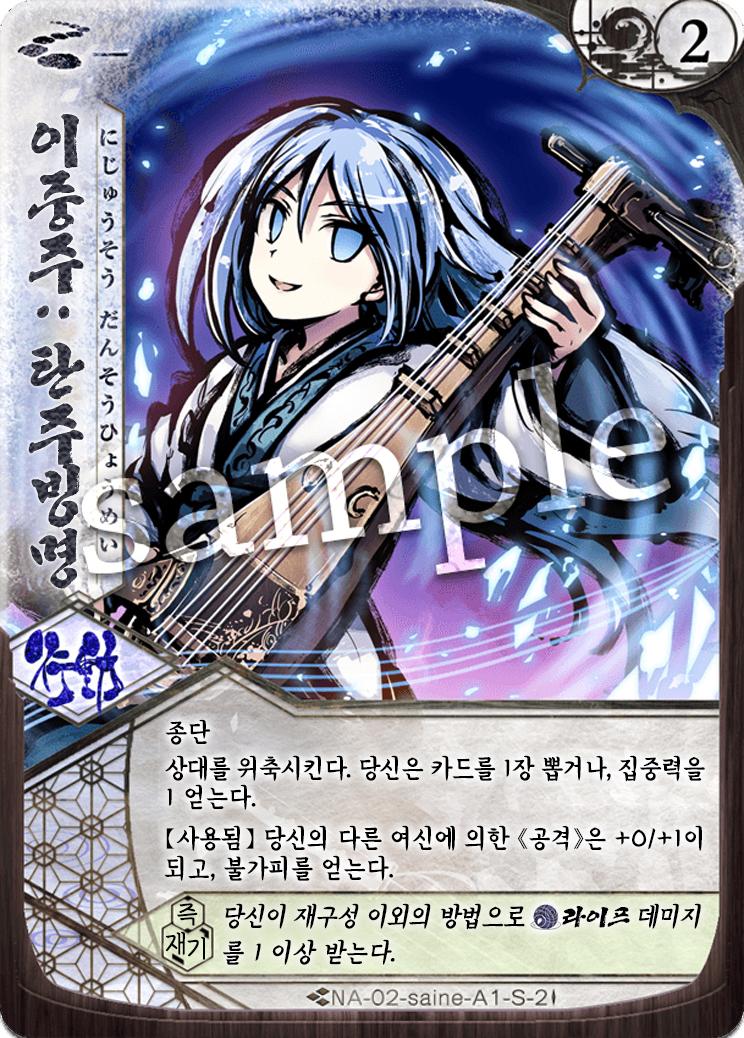 2
이중주: 탄주빙명
にじゅうそう だんそうひょうめい
sample
行動
종단
상대를 위축시킨다. 당신은 카드를 1장 뽑거나, 집중력을
1 얻는다.
【사용됨】 당신의 다른 여신에 의한 《공격》은 +0/+1이
되고, 불가피를 얻는다.
즉
재기
당신이 재구성 이외의 방법으로 라이프 데미지
를 1 이상 받는다.
NA-02-saine-A1-S-2